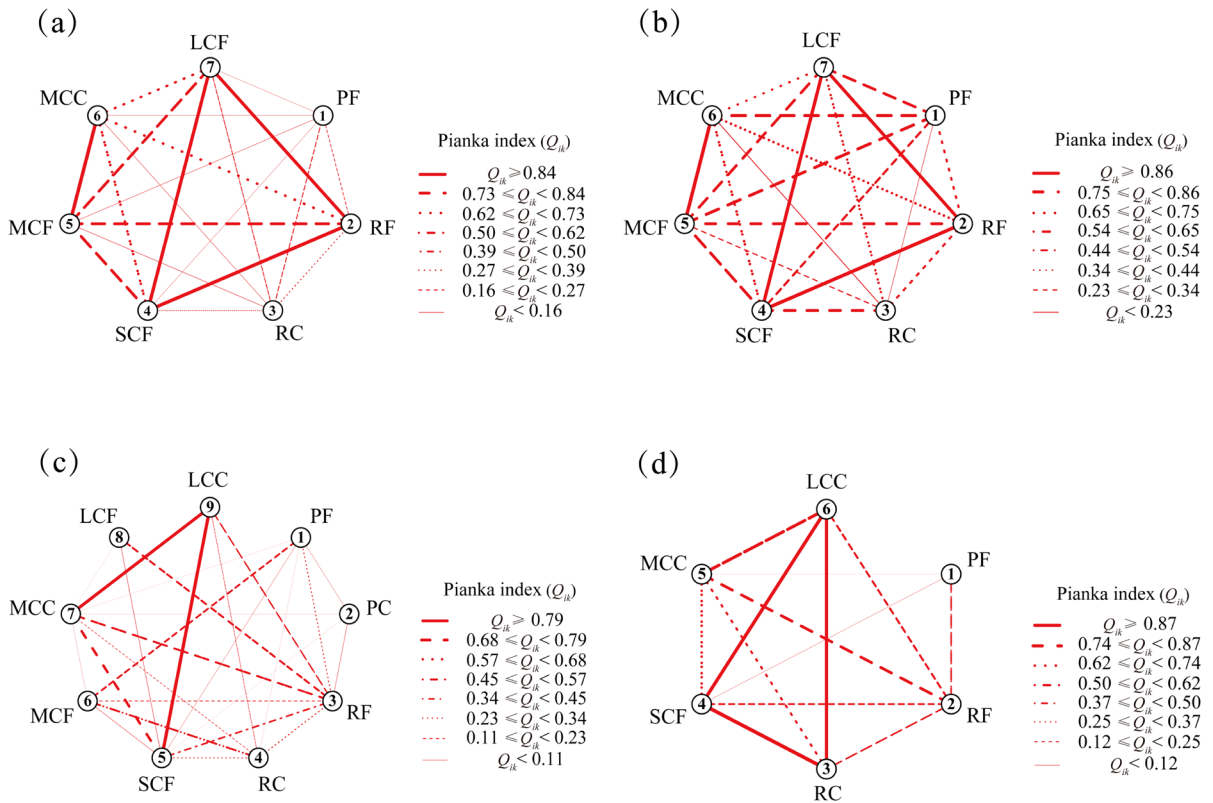 (a)
LCF
7
MCC
6
PF
1
MCF
5
2
RF
4
SCF
3
RC
Pianka index (Qik)
Qik ⩾ 0.84
0.73 ⩽ Qik < 0.84
0.62 ⩽ Qik < 0.73
0.50 ⩽ Qik < 0.62
0.39 ⩽ Qik < 0.50
0.27 ⩽ Qik < 0.39
0.16 ⩽ Qik < 0.27
Qik < 0.16
(b)
LCF
7
MCC
6
PF
1
MCF
5
2
RF
4
SCF
3
RC
Pianka index (Qik)
Qik ⩾ 0.86
0.75 ⩽ Qik < 0.86
0.65 ⩽ Qik < 0.75
0.54 ⩽ Qik < 0.65
0.44 ⩽ Qik < 0.54
0.34 ⩽ Qik < 0.44
0.23 ⩽ Qik < 0.34
Qik < 0.23
(c)
LCC
9
LCF
8
PF
1
MCC
7
2
PC
MCF
6
3
RF
5
SCF
4
RC
Pianka index (Qik)
Qik ⩾ 0.79
0.68 ⩽ Qik < 0.79
0.57 ⩽ Qik < 0.68
0.45 ⩽ Qik < 0.57
0.34 ⩽ Qik < 0.45
0.23 ⩽ Qik < 0.34
0.11 ⩽ Qik < 0.23
Qik < 0.11
(d)
LCC
6
MCC
5
PF
1
SCF
4
2
RF
3
RC
Pianka index (Qik)
Qik ⩾ 0.87
0.74 ⩽ Qik < 0.87
0.62 ⩽ Qik < 0.74
0.50 ⩽ Qik < 0.62
0.37 ⩽ Qik < 0.50
0.25 ⩽ Qik < 0.37
0.12 ⩽ Qik < 0.25
Qik < 0.12